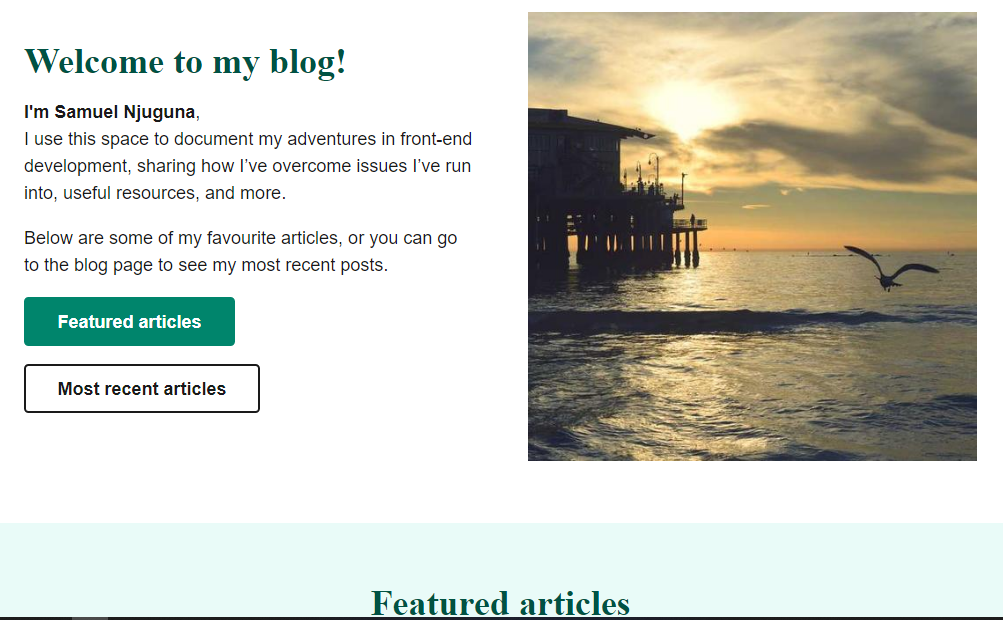 Welcome to my blog!
I'm Samuel Njuguna,
I use this space to document my adventures in front-end
development, sharing how I’ve overcome issues I’ve run
into, useful resources, and more.
Below are some of my favourite articles, or you can go
to the blog page to see my most recent posts.
Featured articles
Most recent articles
Featured articles